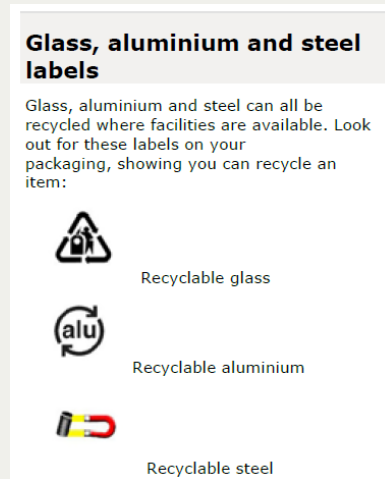 Glass, aluminium and steel
labels
Glass, aluminium and steel can all be
recycled where facilities are available. Look
out for these labels on your
packaging, showing you can recycle an
item:
Recyclable glass
alu
Recyclable aluminium
Recyclable steel